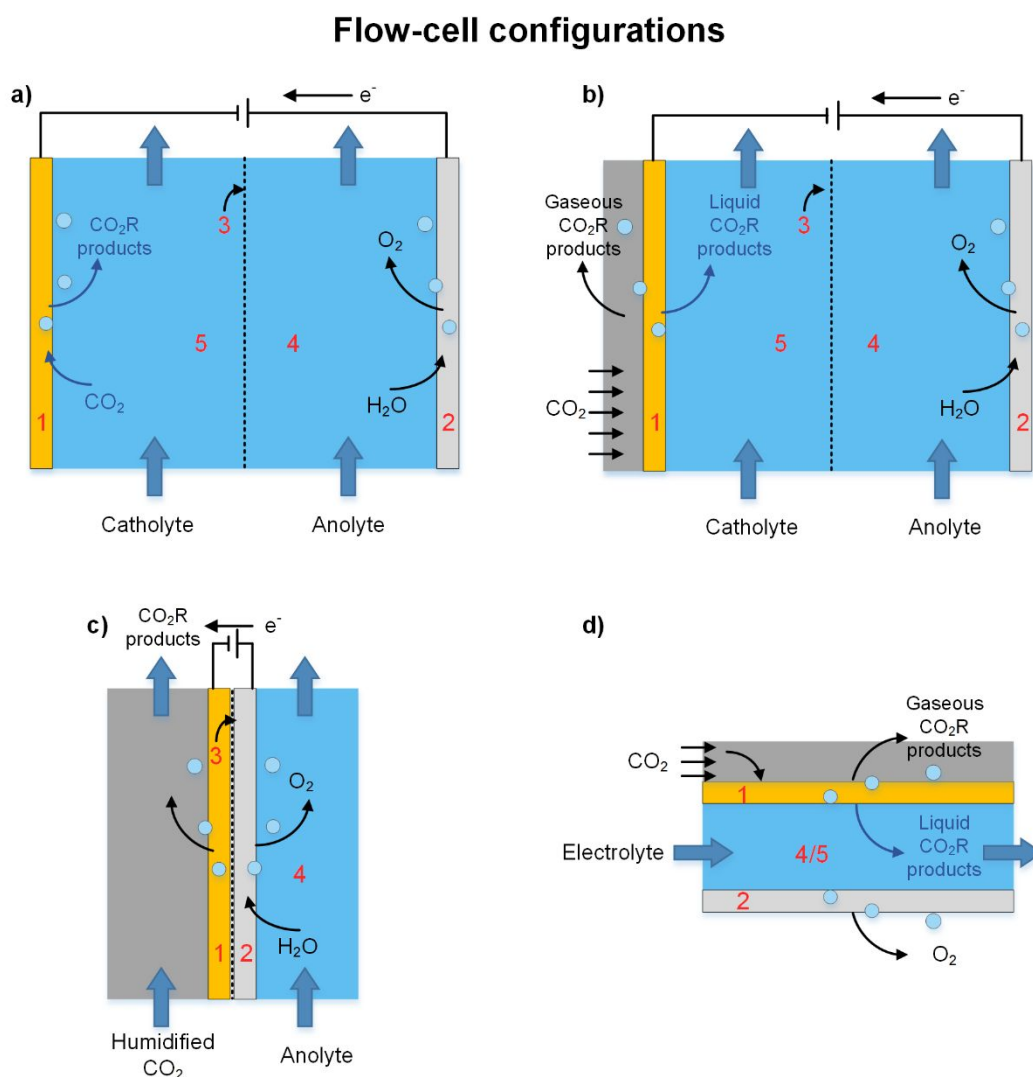 Flow-cell configurations
a)
e-
CO2R
products
3
O2
5
4
CO2
H2O
1
2
Catholyte
Anolyte
b)
e-
Gaseous
CO2R
products
Liquid
CO2R
products
3
O2
5
4
CO2
H2O
1
2
Catholyte
Anolyte
c)
CO2R
products
e-
3
O2
4
1
2
H2O
Humidified
CO2
Anolyte
d)
Gaseous
CO2R
products
CO2
1
Electrolyte
4/5
Liquid
CO2R
products
2
O2